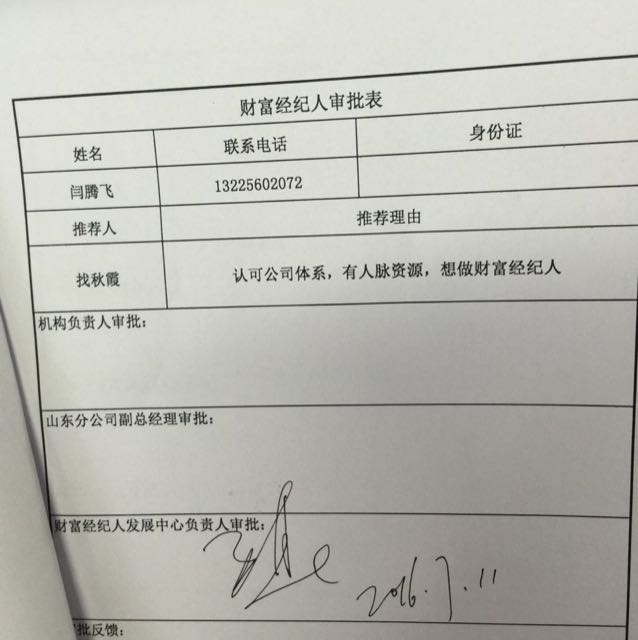 财富经纪人审批表
姓名 联系电话 身份证
闫腾飞 13225602072
推荐人 推荐理由
找秋霞 认可公司体系，有人脉资源，想做财富经纪人
机构负责人审批：
山东分公司副总经理审批：
财富经纪人发展中心负责人审批：
2016.7.11
批反馈：